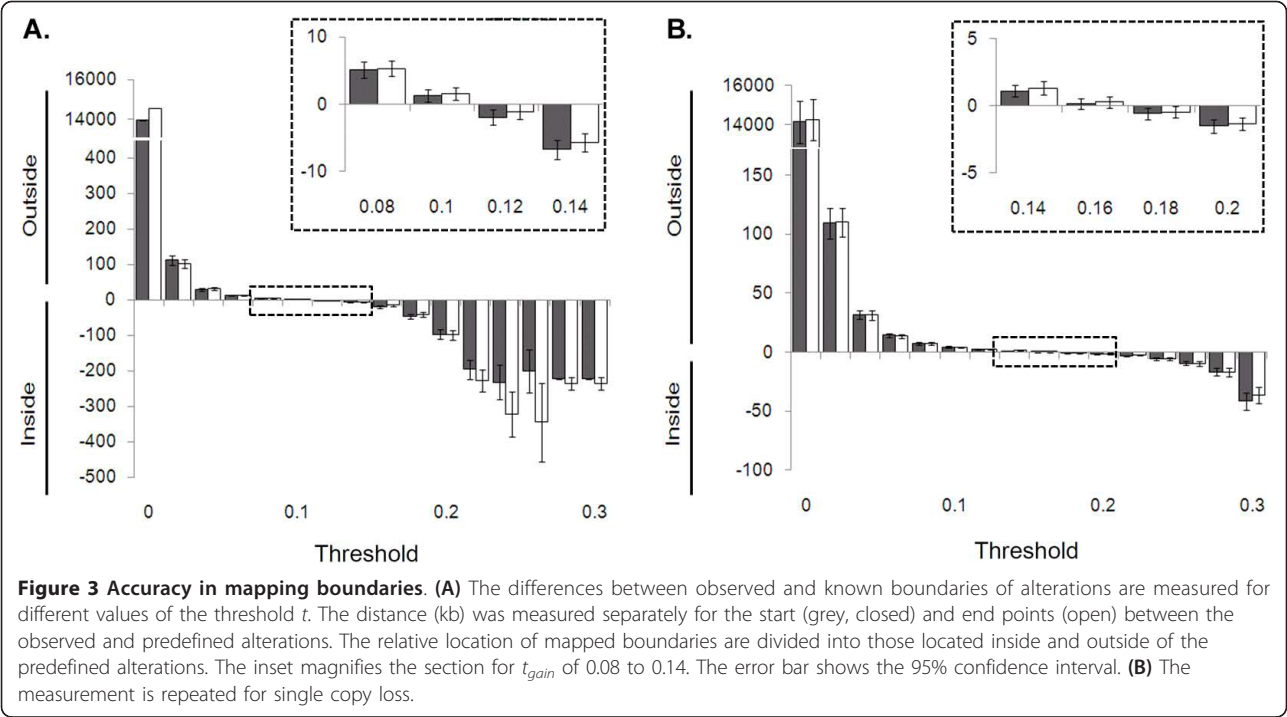 A.
16000
14000
400
300
200
100
0
-100
-200
-300
-400
-500
Outside
Inside
0 0.1 0.2 0.3
Threshold
10
0
-10
0.08 0.1 0.12 0.14
B.
16000
14000
150
100
50
0
-50
-100
Outside
Inside
0 0.1 0.2 0.3
Threshold
5
0
-5
0.14 0.16 0.18 0.2
Figure 3 Accuracy in mapping boundaries. (A) The differences between observed and known boundaries of alterations are measured for
different values of the threshold t. The distance (kb) was measured separately for the start (grey, closed) and end points (open) between the
observed and predefined alterations. The relative location of mapped boundaries are divided into those located inside and outside of the
predefined alterations. The inset magnifies the section for tgain of 0.08 to 0.14. The error bar shows the 95% confidence interval. (B) The
measurement is repeated for single copy loss.